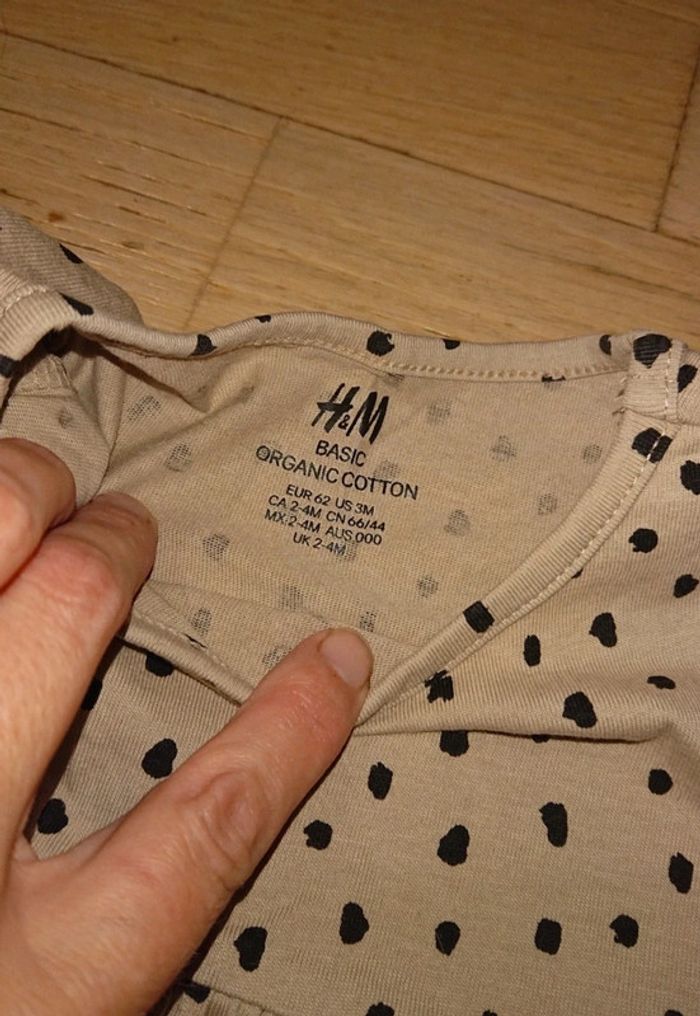 H&M
BASIC
ORGANIC COTTON
EUR 62 US 3M
CA 2-4M CN 66/44
MX 2-4M AUS 000
UK 2-4M